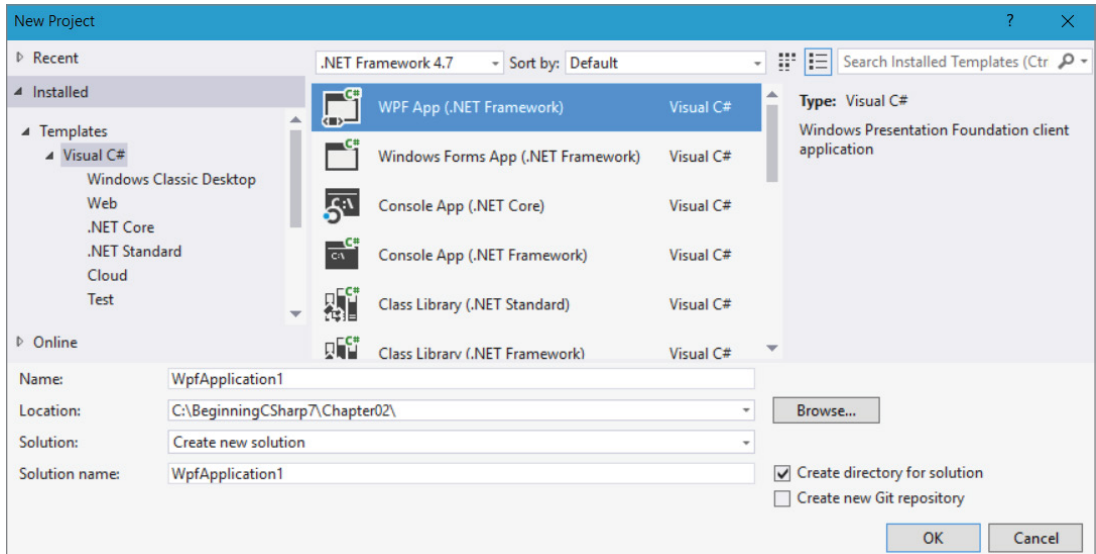 New Project
?
Recent
.NET Framework 4.7
Sort by: Default
Search Installed Templates (Ctr
Installed
Templates
Visual C#
Windows Classic Desktop
Web
.NET Core
.NET Standard
Cloud
Test
Online
C#
WPF App (.NET Framework) Visual C#
C#
Windows Forms App (.NET Framework) Visual C#
C:\
Console App (.NET Core) Visual C#
C#
C:\
Console App (.NET Framework) Visual C#
C#
Class Library (.NET Standard) Visual C#
C#
Class Library (.NET Framework) Visual C#
Type: Visual C#
Windows Presentation Foundation client
application
Name: WpfApplication1
Location: C:\BeginningCSharp7\Chapter02\
Browse...
Solution: Create new solution
Solution name: WpfApplication1
Create directory for solution
Create new Git repository
OK
Cancel